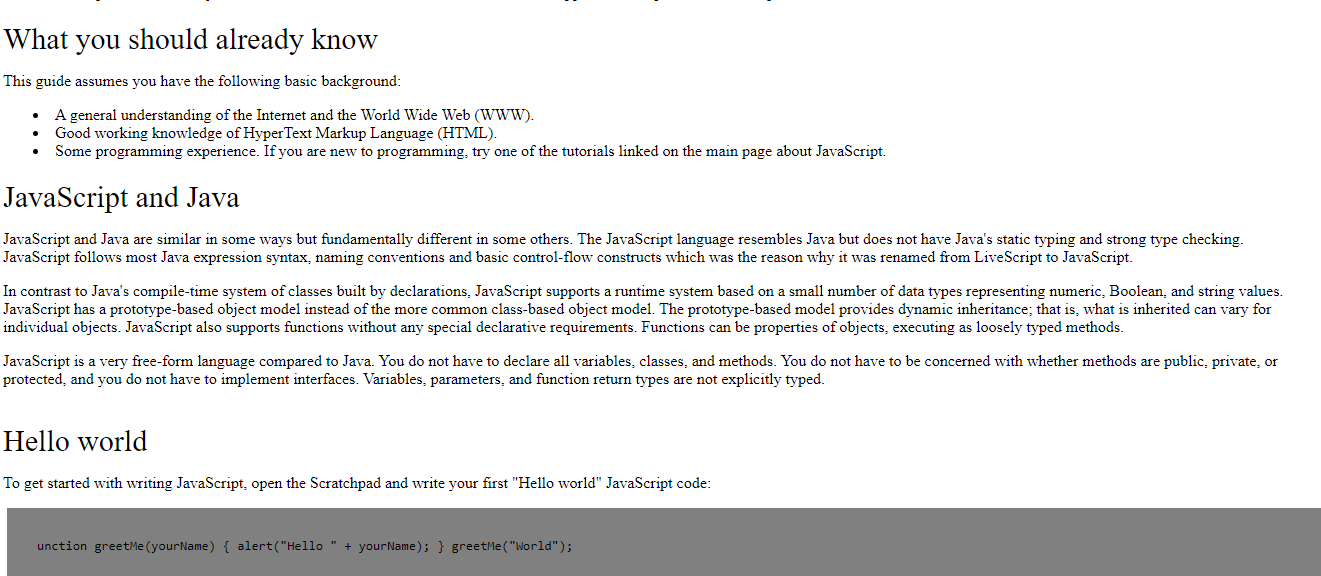 What you should already know
This guide assumes you have the following basic background:
• A general understanding of the Internet and the World Wide Web (WWW).
• Good working knowledge of HyperText Markup Language (HTML).
• Some programming experience. If you are new to programming, try one of the tutorials linked on the main page about JavaScript.
JavaScript and Java
JavaScript and Java are similar in some ways but fundamentally different in some others. The JavaScript language resembles Java but does not have Java's static typing and strong type checking.
JavaScript follows most Java expression syntax, naming conventions and basic control-flow constructs which was the reason why it was renamed from LiveScript to JavaScript.
In contrast to Java's compile-time system of classes built by declarations, JavaScript supports a runtime system based on a small number of data types representing numeric, Boolean, and string values.
JavaScript has a prototype-based object model instead of the more common class-based object model. The prototype-based model provides dynamic inheritance; that is, what is inherited can vary for
individual objects. JavaScript also supports functions without any special declarative requirements. Functions can be properties of objects, executing as loosely typed methods.
JavaScript is a very free-form language compared to Java. You do not have to declare all variables, classes, and methods. You do not have to be concerned with whether methods are public, private, or
protected, and you do not have to implement interfaces. Variables, parameters, and function return types are not explicitly typed.
Hello world
To get started with writing JavaScript, open the Scratchpad and write your first "Hello world" JavaScript code:
unction greetMe(yourName) { alert("Hello " + yourName); } greetMe("World");